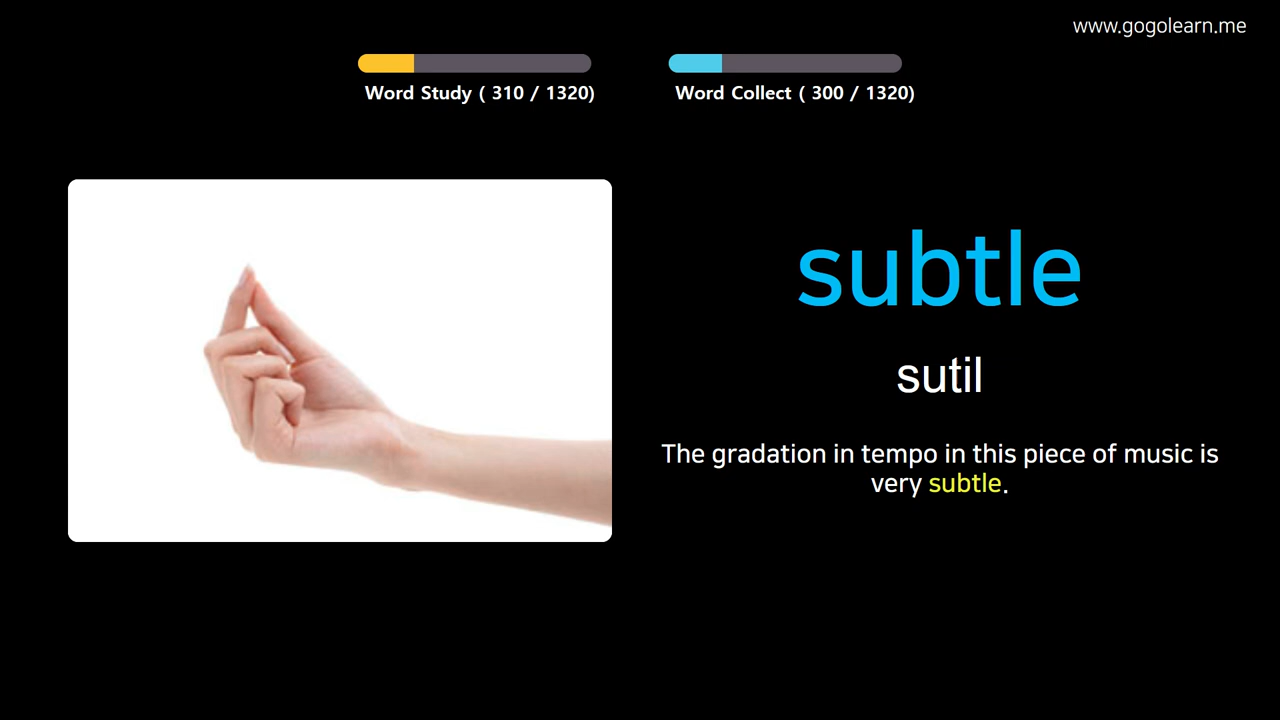 www.gogolearn.me
Word Study ( 310 / 1320)
Word Collect ( 300 / 1320)
subtle
sutil
The gradation in tempo in this piece of music is
very subtle.